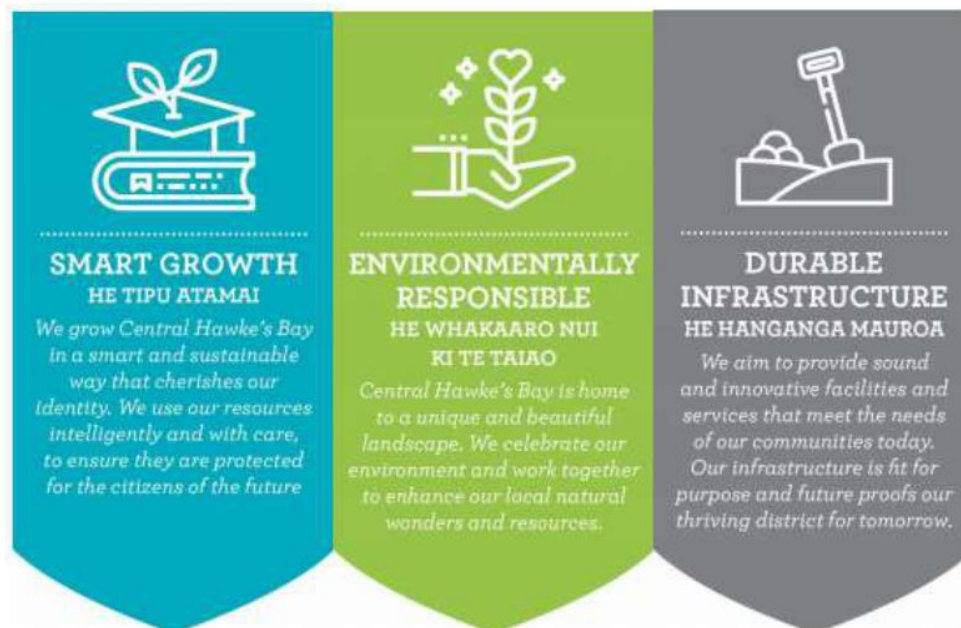 SMART GROWTH
HE TIPU ATAMAI
We grow Central Hawke's Bay
in a smart and sustainable
way that cherishes our
identity. We use our resources
intelligently and with care,
to ensure they are protected
for the citizens of the future
ENVIRONMENTALLY
RESPONSIBLE
HE WHAKAARO NUI
KI TE TAIAO
Central Hawke's Bay is home
to a unique and beautiful
landscape. We celebrate our
environment and work together
to enhance our local natural
wonders and resources.
DURABLE
INFRASTRUCTURE
HE HANGANGA MAUROA
We aim to provide sound
and innovative facilities and
services that meet the needs
of our communities today.
Our infrastructure is fit for
purpose and future proofs our
thriving district for tomorrow.